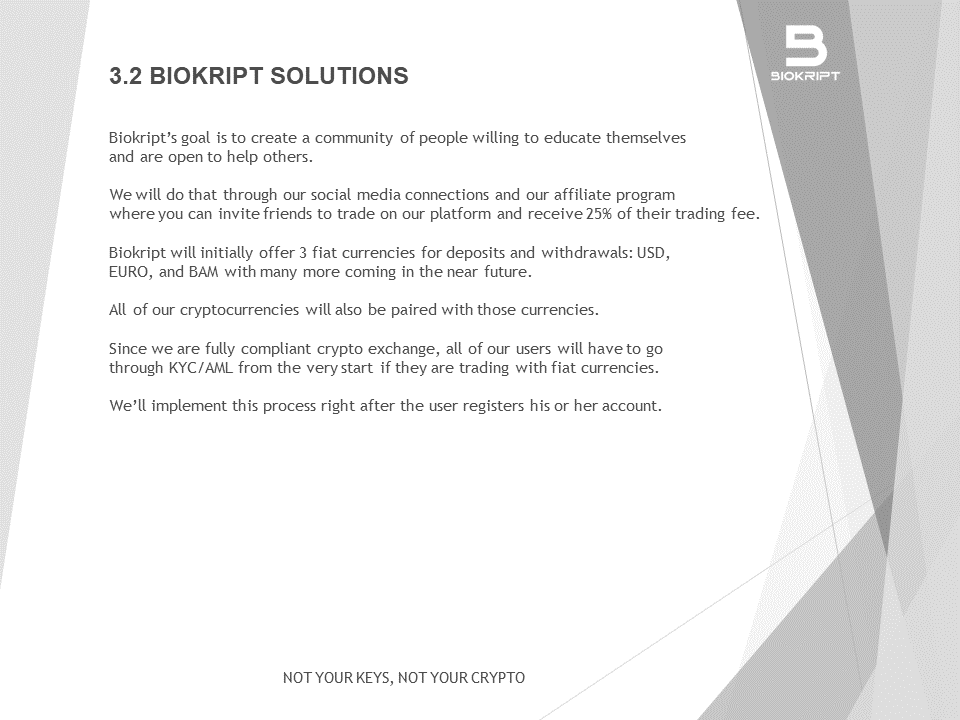 BIOKRIPT
3.2 BIOKRIPT SOLUTIONS
Biokript’s goal is to create a community of people willing to educate themselves
and are open to help others.
We will do that through our social media connections and our affiliate program
where you can invite friends to trade on our platform and receive 25% of their trading fee.
Biokript will initially offer 3 fiat currencies for deposits and withdrawals: USD,
EURO, and BAM with many more coming in the near future.
All of our cryptocurrencies will also be paired with those currencies.
Since we are fully compliant crypto exchange, all of our users will have to go
through KYC/AML from the very start if they are trading with fiat currencies.
We’ll implement this process right after the user registers his or her account.
NOT YOUR KEYS, NOT YOUR CRYPTO